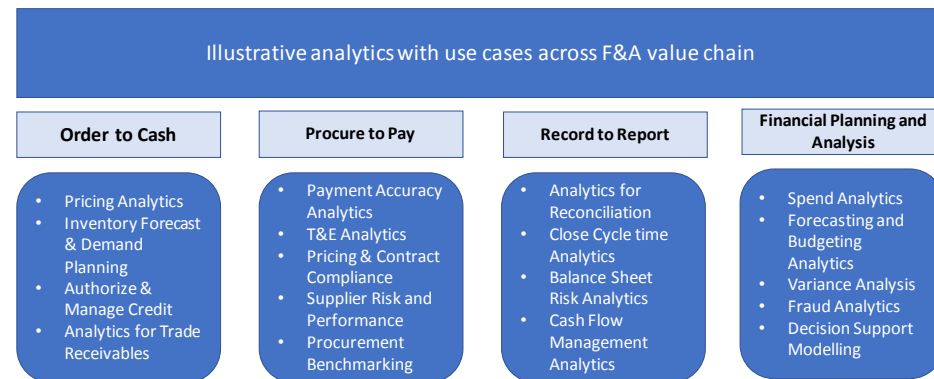 Illustrative analytics with use cases across F&A value chain
Order to Cash
Procure to Pay
Record to Report
Financial Planning and
Analysis
• Pricing Analytics
• Inventory Forecast
& Demand
Planning
• Authorize &
Manage Credit
• Analytics for Trade
Receivables
• Payment Accuracy
Analytics
• T&E Analytics
• Pricing & Contract
Compliance
• Supplier Risk and
Performance
• Procurement
Benchmarking
• Analytics for
Reconciliation
• Close Cycle time
Analytics
• Balance Sheet
Risk Analytics
• Cash Flow
Management
Analytics
• Spend Analytics
• Forecasting and
Budgeting
Analytics
• Variance Analysis
• Fraud Analytics
• Decision Support
Modelling